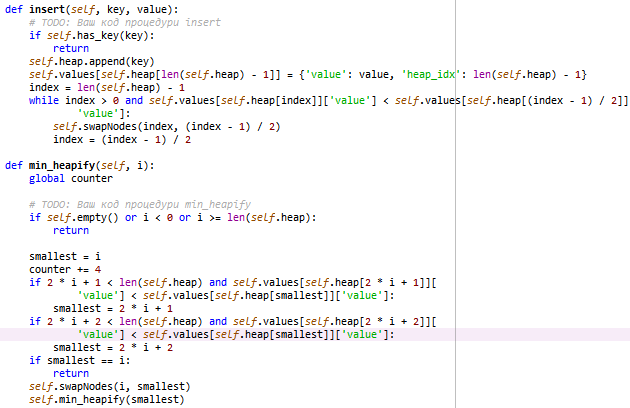 def insert(self, key, value):
# TODO: Ваш код процедури insert
if self.has_key(key):
return
self.heap.append(key)
self.values[self.heap[len(self.heap) - 1]] = {'value': value, 'heap_idx': len(self.heap) - 1}
index = len(self.heap) - 1
while index > 0 and self.values[self.heap[index]]['value'] < self.values[self.heap[(index - 1) / 2]][
'value']:
self.swapNodes(index, (index - 1) / 2)
index = (index - 1) / 2
def min_heapify(self, i):
global counter
# TODO: Ваш код процедури min_heapify
if self.empty() or i < 0 or i >= len(self.heap):
return
smallest = i
counter += 4
if 2 * i + 1 < len(self.heap) and self.values[self.heap[2 * i + 1]][
'value'] < self.values[self.heap[smallest]]['value']:
smallest = 2 * i + 1
if 2 * i + 2 < len(self.heap) and self.values[self.heap[2 * i + 2]][
'value'] < self.values[self.heap[smallest]]['value']:
smallest = 2 * i + 2
if smallest == i:
return
self.swapNodes(i, smallest)
self.min_heapify(smallest)